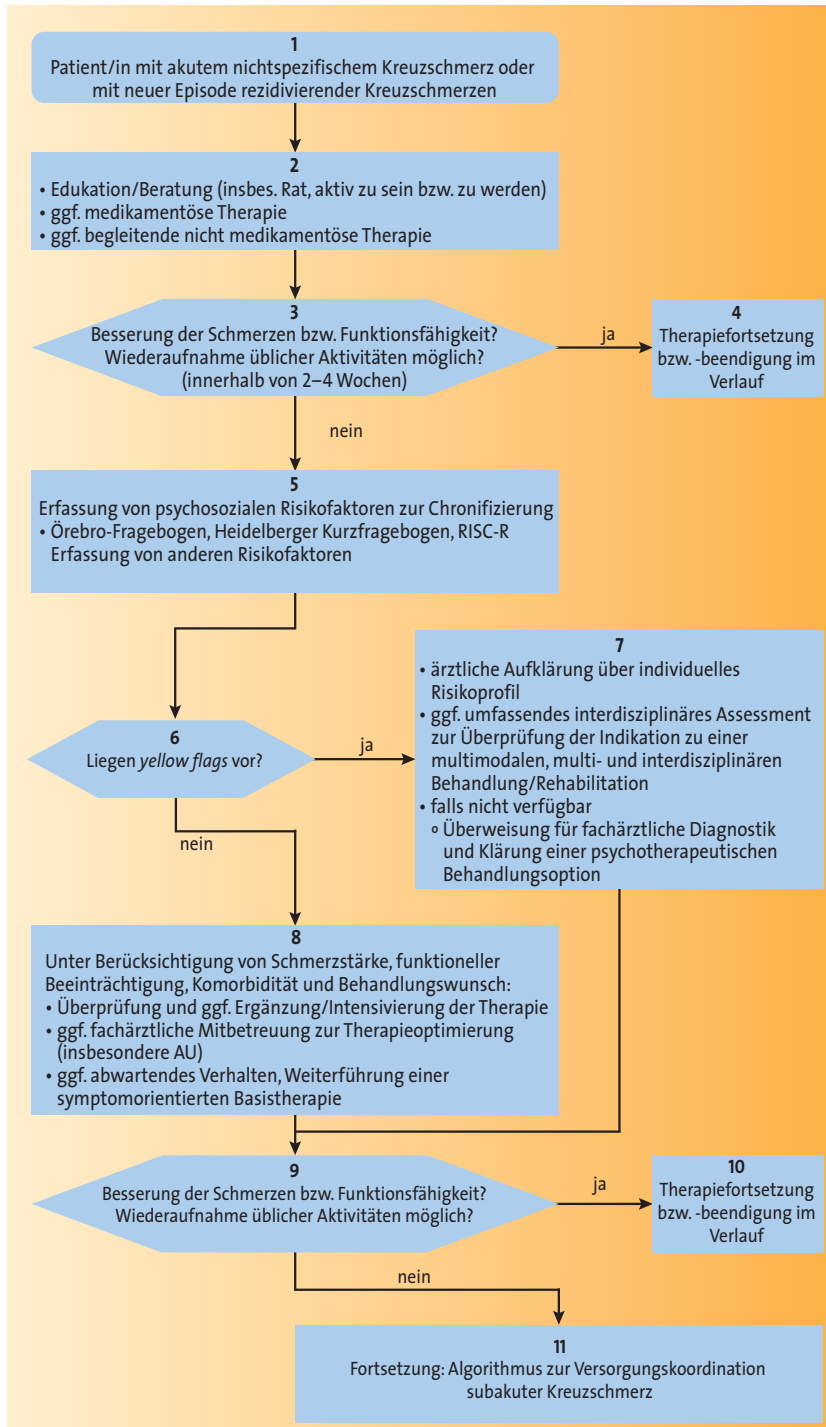 1
Patient/in mit akutem nichtspezifischem Kreuzschmerz oder
mit neuer Episode rezidivierender Kreuzschmerzen
2
• Edukation/Beratung (insbes. Rat, aktiv zu sein bzw. zu werden)
• ggf. medikamentöse Therapie
• ggf. begleitende nicht medikamentöse Therapie
3
Besserung der Schmerzen bzw. Funktionsfähigkeit?
Wiederaufnahme üblicher Aktivitäten möglich?
(innerhalb von 2–4 Wochen)
ja
4
Therapiefortsetzung
bzw. -beendigung im
Verlauf
nein
5
Erfassung von psychosozialen Risikofaktoren zur Chronifizierung
• Örebro-Fragebogen, Heidelberger Kurzfragebogen, RISC-R
Erfassung von anderen Risikofaktoren
6
Liegen yellow flags vor?
ja
7
• ärztliche Aufklärung über individuelles
Risikoprofil
• ggf. umfassendes interdisziplinäres Assessment
zur Überprüfung der Indikation zu einer
multimodalen, multi- und interdisziplinären
Behandlung/Rehabilitation
• falls nicht verfügbar
o Überweisung für fachärztliche Diagnostik
und Klärung einer psychotherapeutischen
Behandlungsoption
nein
8
Unter Berücksichtigung von Schmerzstärke, funktioneller
Beeinträchtigung, Komorbidität und Behandlungswunsch:
• Überprüfung und ggf. Ergänzung/Intensivierung der Therapie
• ggf. fachärztliche Mitbetreuung zur Therapieoptimierung
(insbesondere AU)
• ggf. abwartendes Verhalten, Weiterführung einer
symptomorientierten Basistherapie
9
Besserung der Schmerzen bzw. Funktionsfähigkeit?
Wiederaufnahme üblicher Aktivitäten möglich?
ja
10
Therapiefortsetzung
bzw. -beendigung im
Verlauf
nein
11
Fortsetzung: Algorithmus zur Versorgungskoordination
subakuter Kreuzschmerz